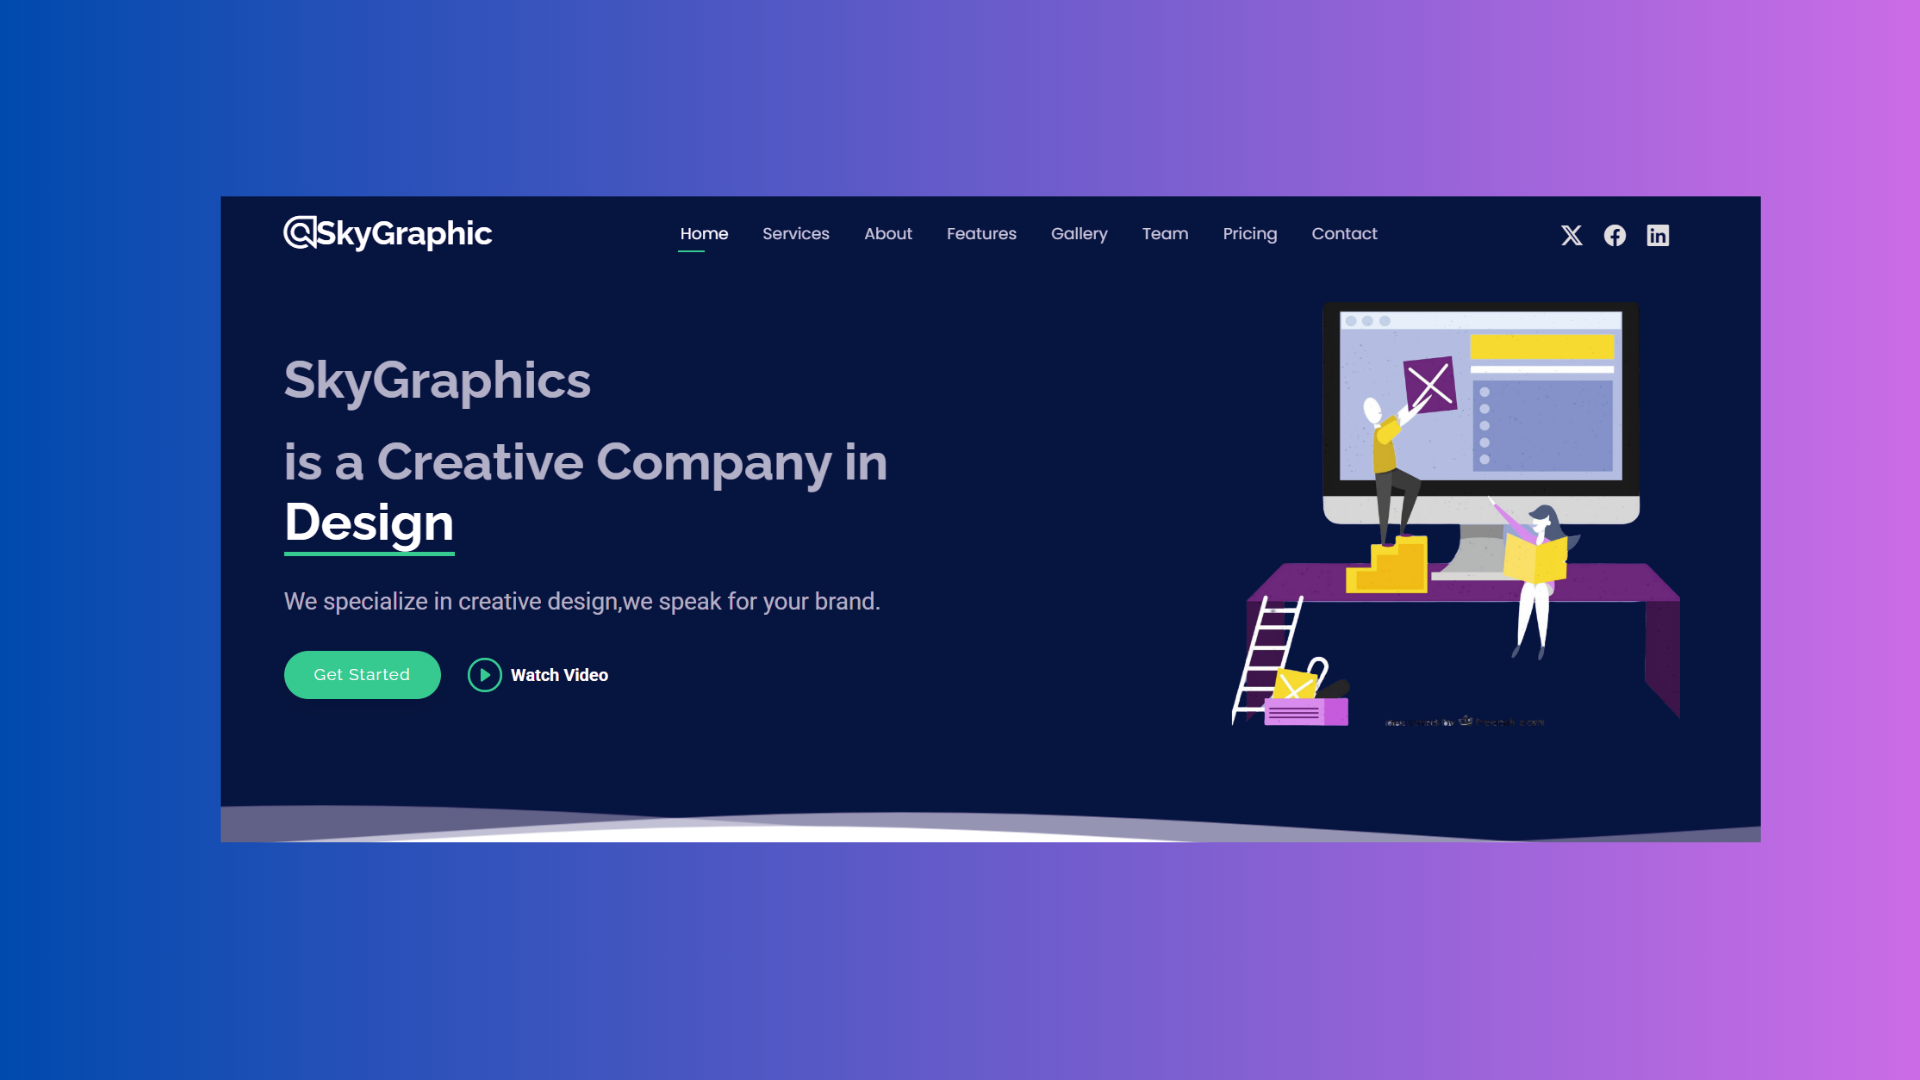 SkyGraphic
Home Services About Features Gallery Team Pricing Contact
SkyGraphics
is a Creative Company in
Design
We specialize in creative design,we speak for your brand.
Get Started
Watch Video